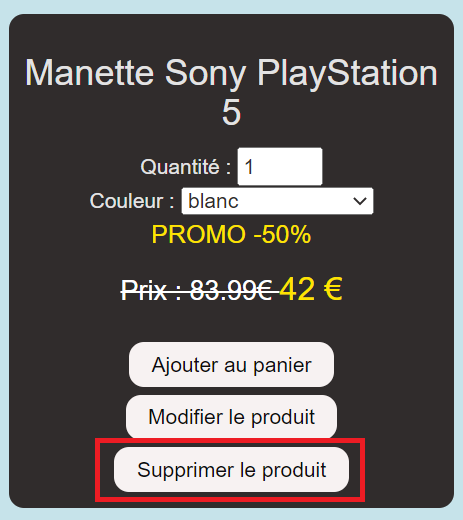 Manette Sony PlayStation
5
Quantité : 1
Couleur : blanc
PROMO -50%
Prix : 83.99€ 42 €
Ajouter au panier
Modifier le produit
Supprimer le produit